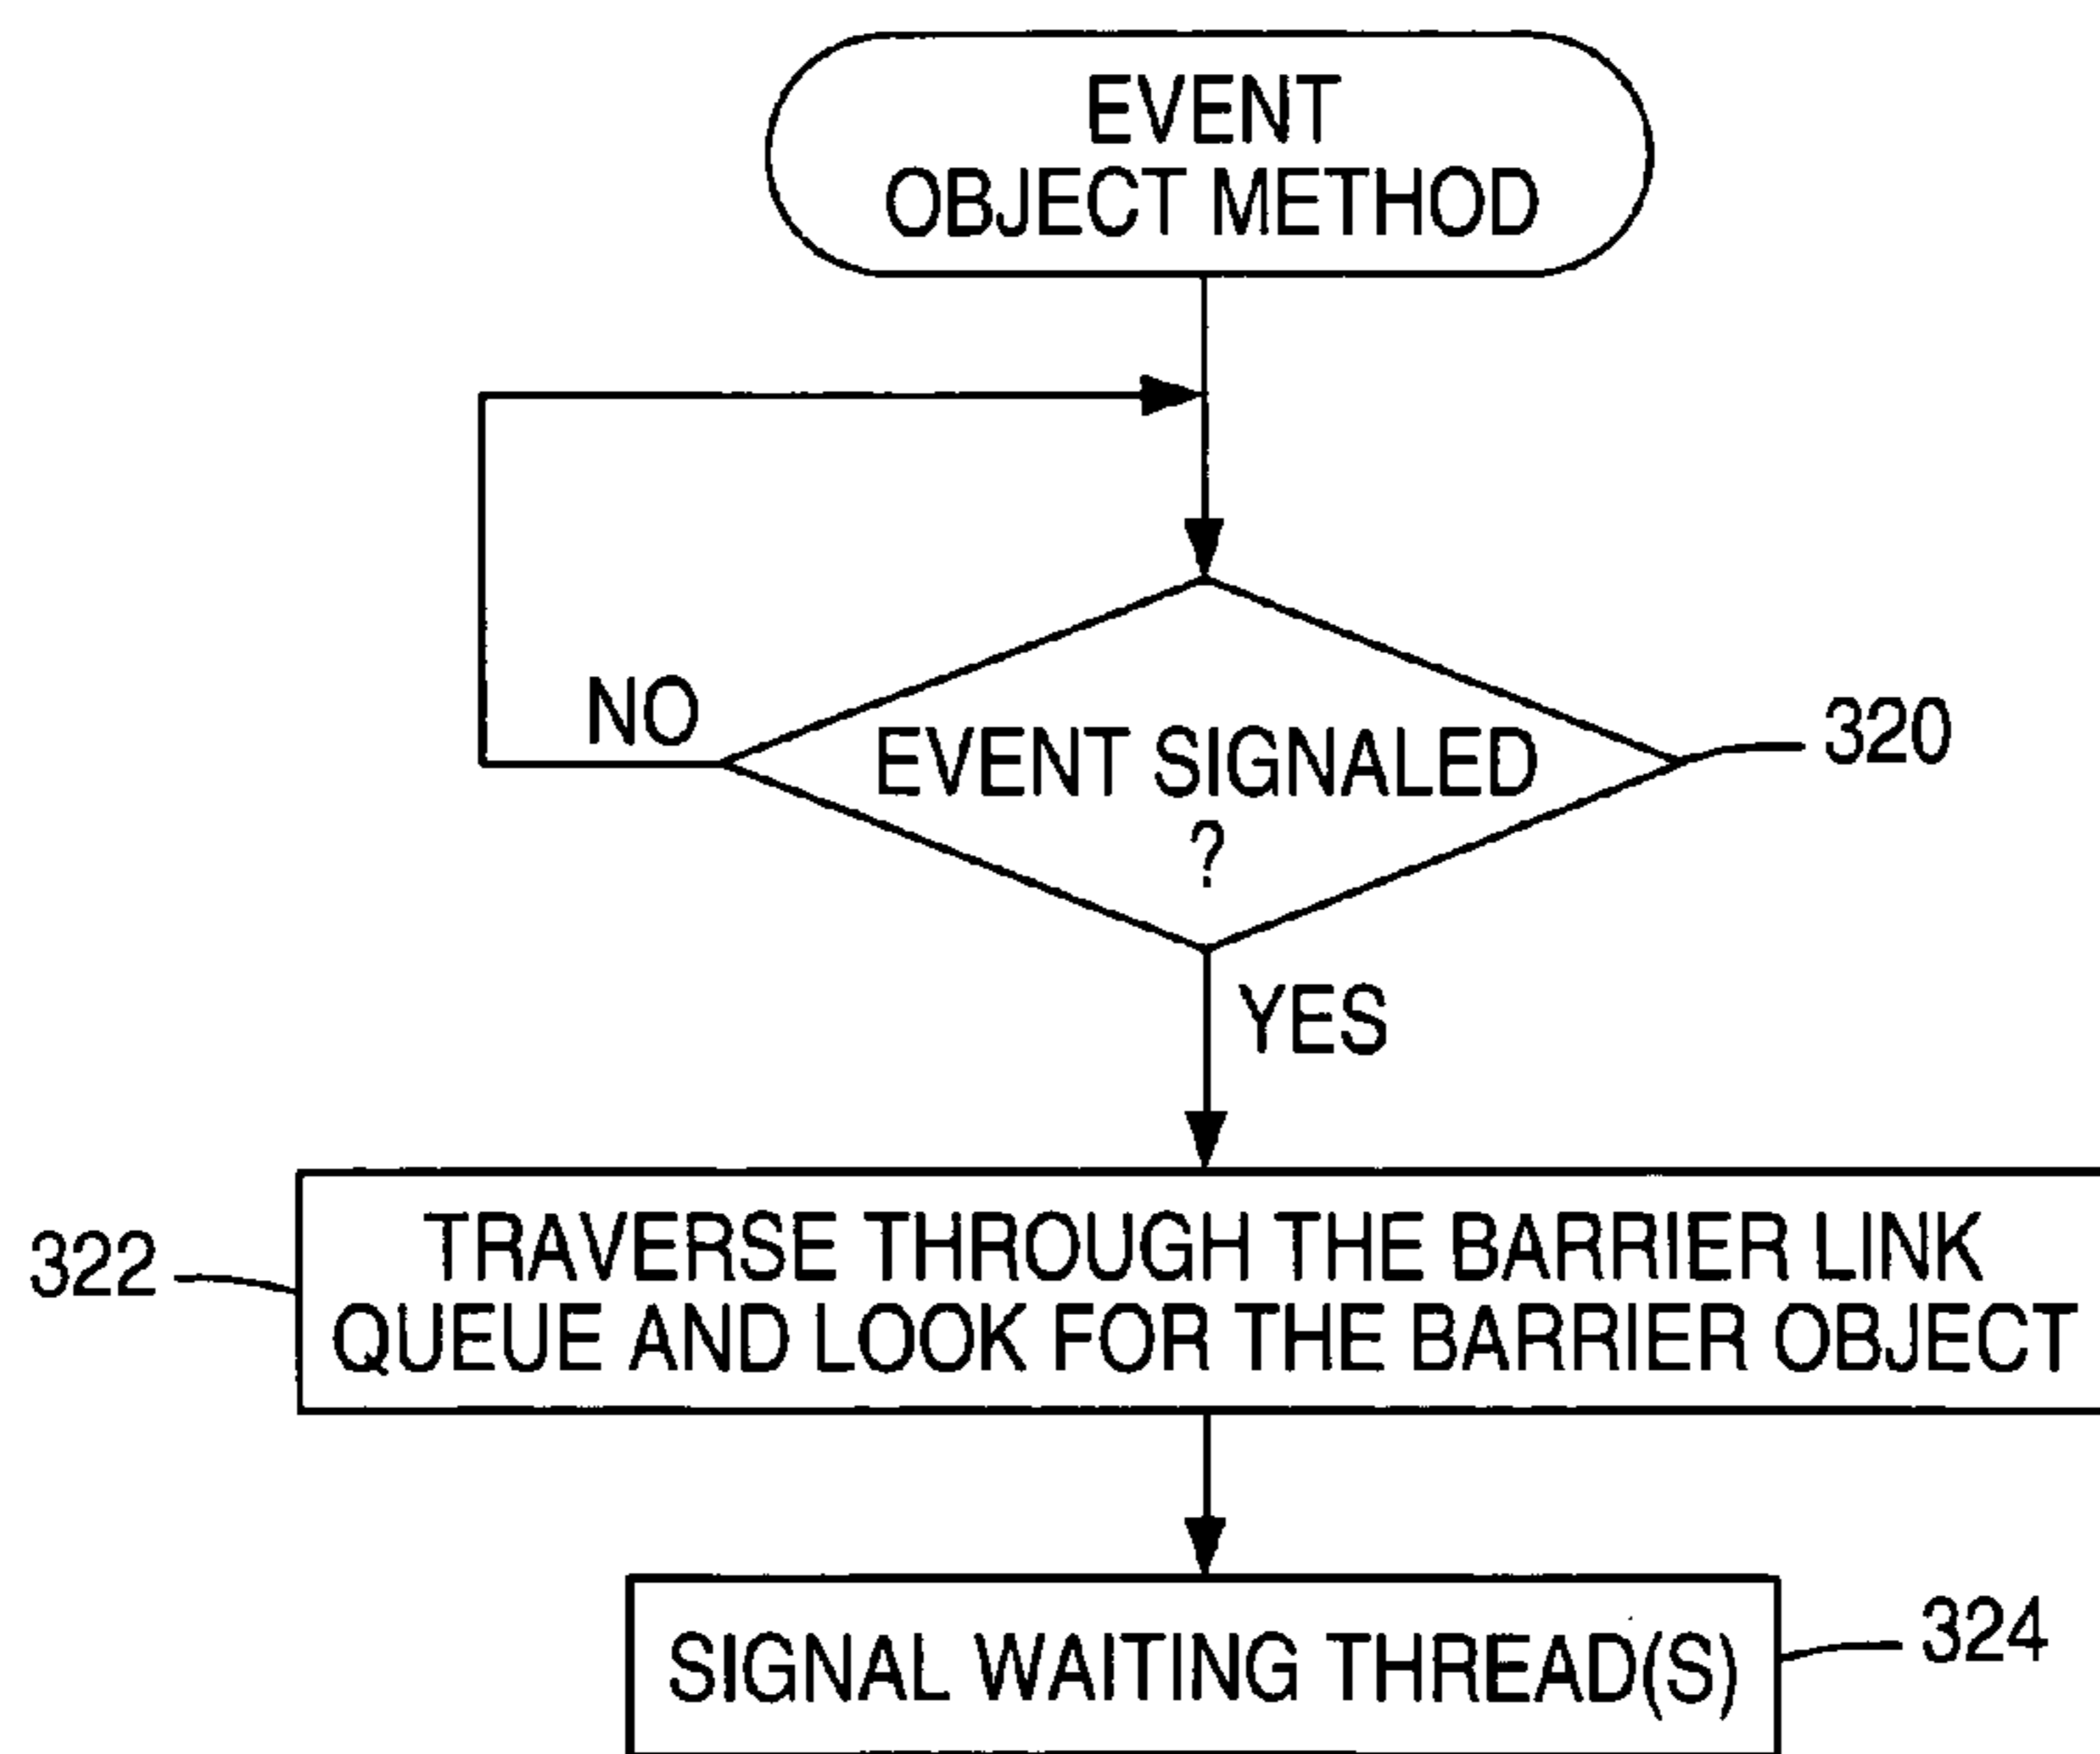 EVENT
OBJECT METHOD
NO
EVENT SIGNALED
?
320
YES
322
TRAVERSE THROUGH THE BARRIER LINK
QUEUE AND LOOK FOR THE BARRIER OBJECT
SIGNAL WAITING THREAD(S)
324